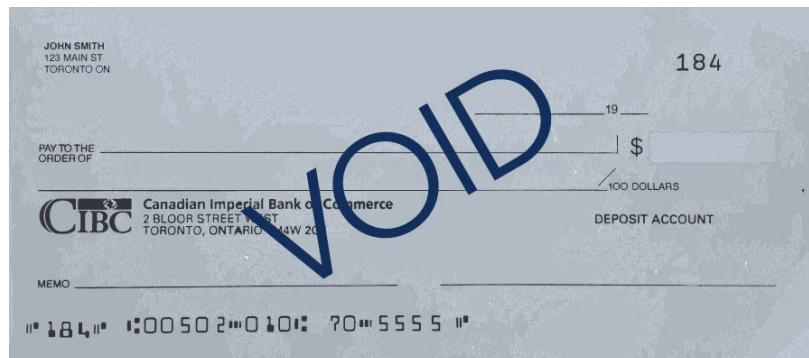 JOHN SMITH
123 MAIN ST
TORONTO ON
184
19
PAY TO THE
ORDER OF
$
100 DOLLARS
VOID
CIBC
Canadian Imperial Bank of Commerce
2 BLOOR STREET WEST
TORONTO, ONTARIO M4W
DEPOSIT ACCOUNT
MEMO
⑈184⑈ ⑆00502⑉010⑆ 70⑉5555⑈